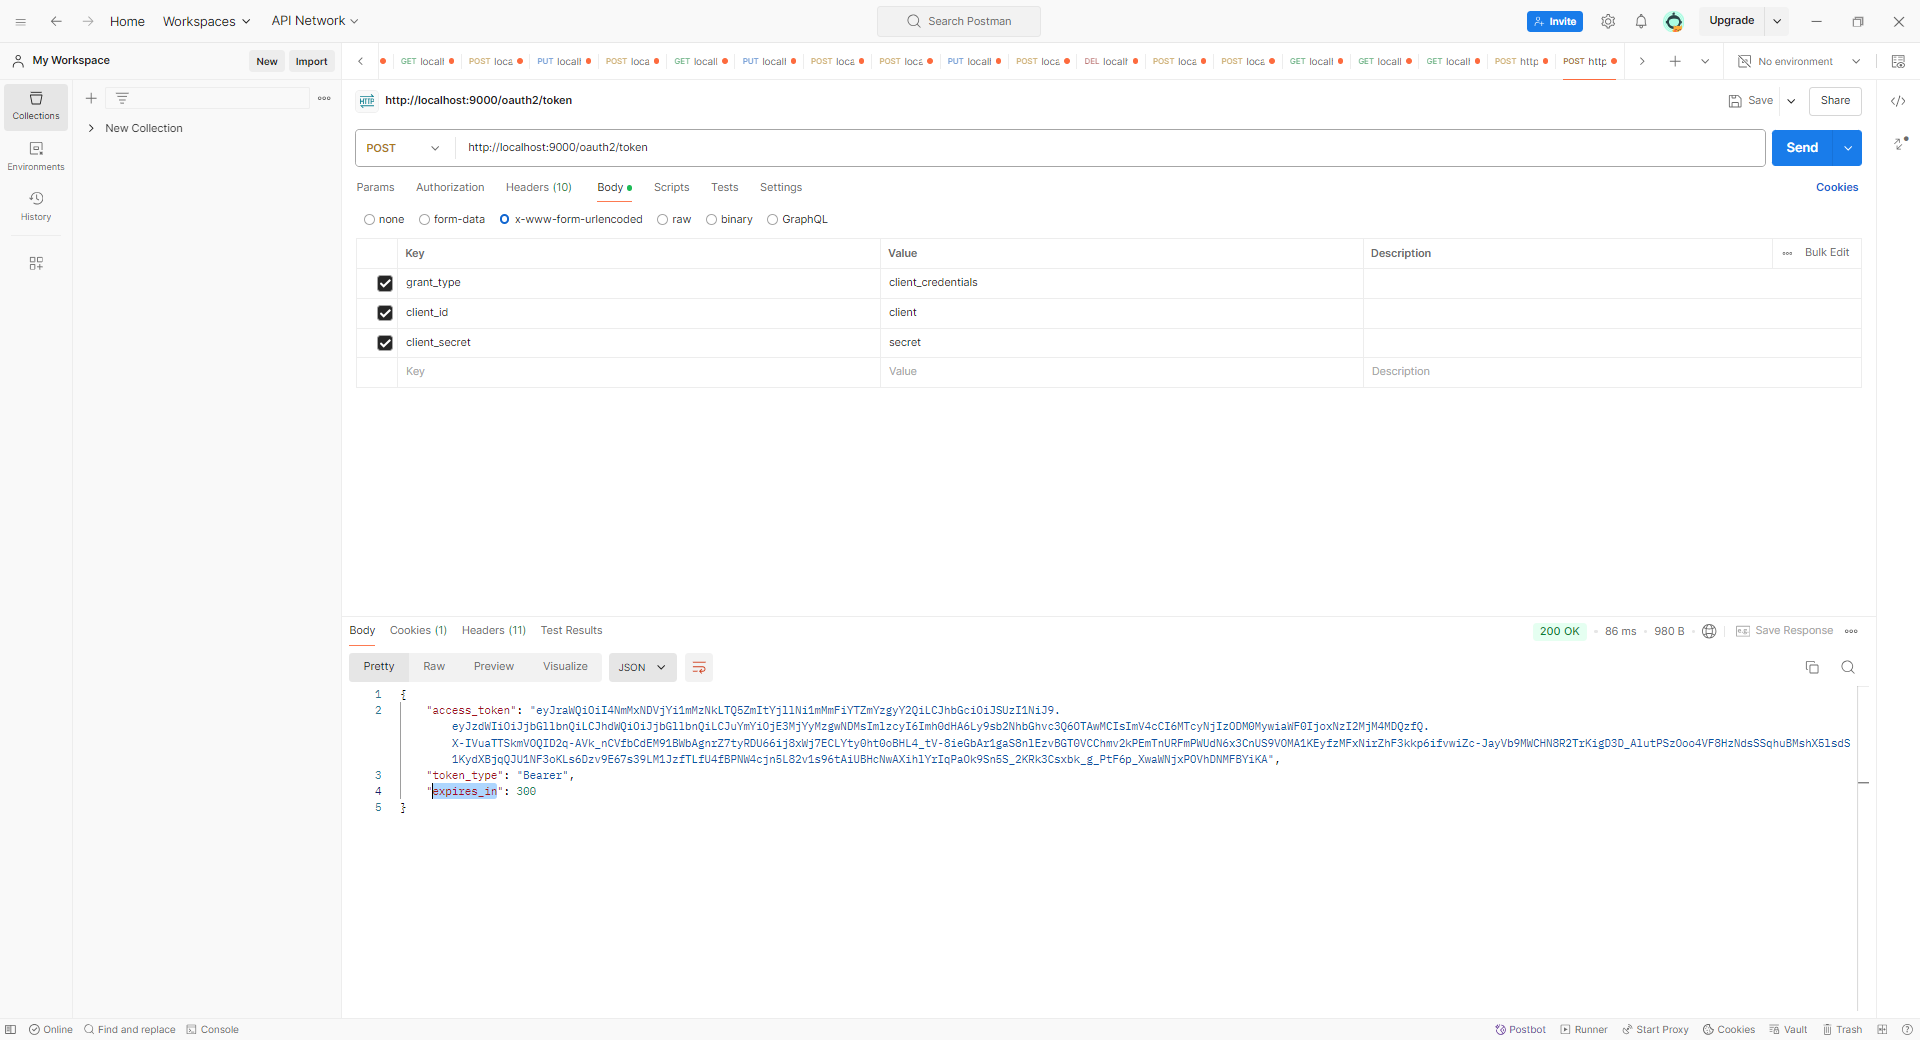 Home Workspaces API Network Search Postman Invite Upgrade
My Workspace New Import GET locall POST loca PUT locall POST loca GET locall PUT locall POST loca POST loca PUT locall POST loca DEL locall POST loca POST loca GET locall GET locall GET locall POST http POST http No environment
Collections
Environments
History
New Collection
HTTP http://localhost:9000/oauth2/token Save Share
POST http://localhost:9000/oauth2/token Send
Params Authorization Headers (10) Body Scripts Tests Settings Cookies
none form-data x-www-form-urlencoded raw binary GraphQL
Key Value Description Bulk Edit
grant_type client_credentials
client_id client
client_secret secret
Key Value Description
Body Cookies (1) Headers (11) Test Results 200 OK 86 ms 980 B Save Response
Pretty Raw Preview Visualize JSON
1 {
2 "access_token": "
3 "token_type": "Bearer",
4 "expires_in": 300
5 }
Online Find and replace Console Postbot Runner Start Proxy Cookies Vault Trash